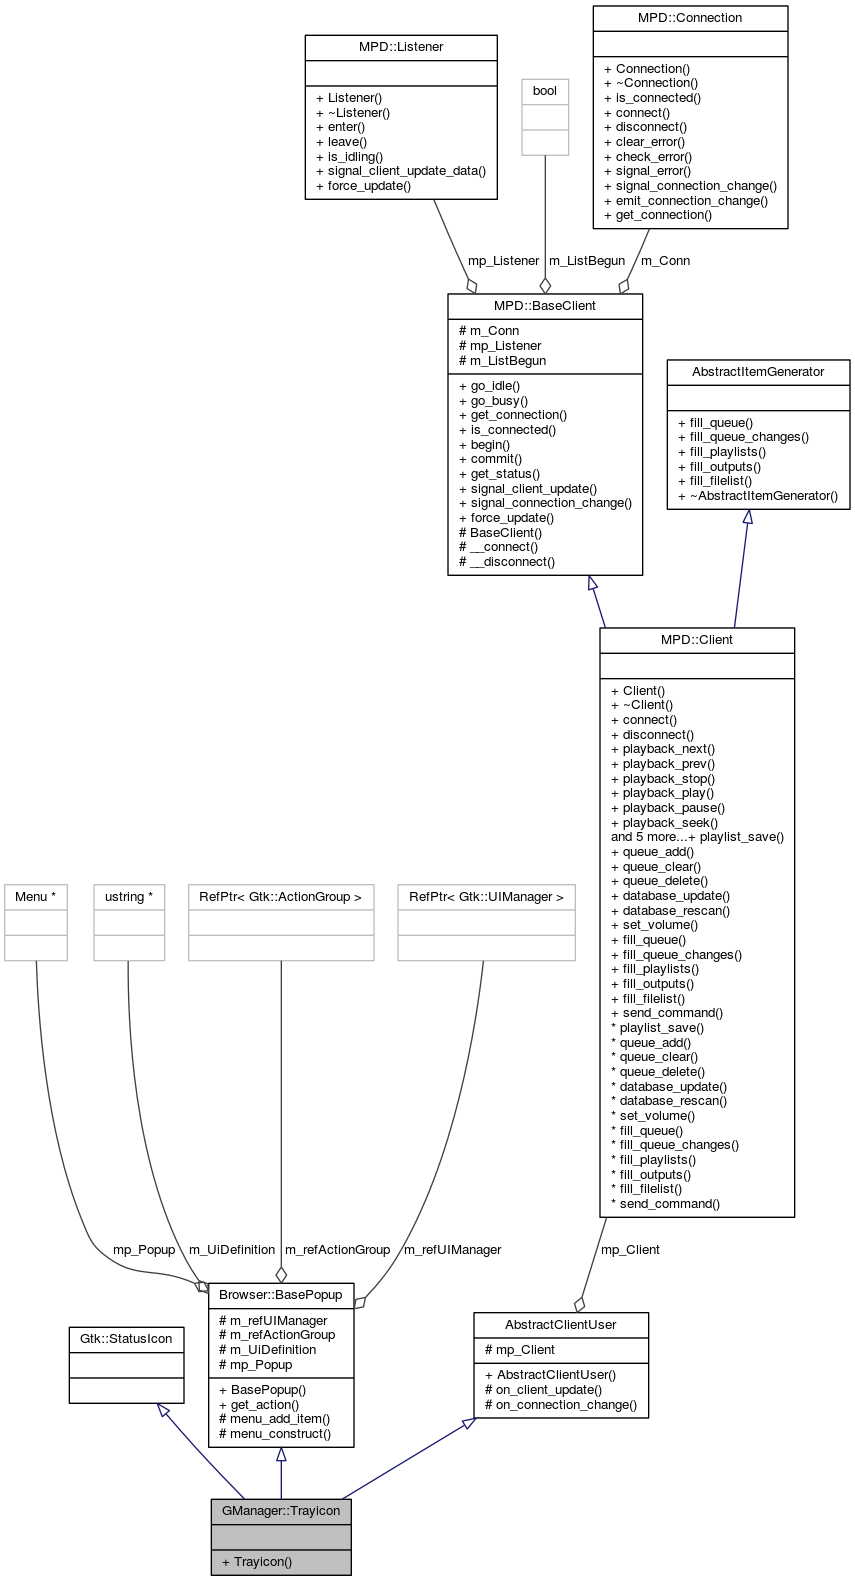 MPD::Connection
+ Connection()
+ ~Connection()
+ is_connected()
+ connect()
+ disconnect()
+ clear_error()
+ check_error()
+ signal_error()
+ signal_connection_change()
+ emit_connection_change()
+ get_connection()
MPD::Listener
+ Listener()
+ ~Listener()
+ enter()
+ leave()
+ is_idling()
+ signal_client_update_data()
+ force_update()
bool
mp_Listener
m_ListBegun
m_Conn
MPD::BaseClient
# m_Conn
# mp_Listener
# m_ListBegun
+ go_idle()
+ go_busy()
+ get_connection()
+ is_connected()
+ begin()
+ commit()
+ get_status()
+ signal_client_update()
+ signal_connection_change()
+ force_update()
# BaseClient()
# __connect()
# __disconnect()
AbstractItemGenerator
+ fill_queue()
+ fill_queue_changes()
+ fill_playlists()
+ fill_outputs()
+ fill_filelist()
+ ~AbstractItemGenerator()
MPD::Client
+ Client()
+ ~Client()
+ connect()
+ disconnect()
+ playback_next()
+ playback_prev()
+ playback_stop()
+ playback_play()
+ playback_pause()
+ playback_seek()
and 5 more...+ playlist_save()
+ queue_add()
+ queue_clear()
+ queue_delete()
+ database_update()
+ database_rescan()
+ set_volume()
+ fill_queue()
+ fill_queue_changes()
+ fill_playlists()
+ fill_outputs()
+ fill_filelist()
+ send_command()
* playlist_save()
* queue_add()
* queue_clear()
* queue_delete()
* database_update()
* database_rescan()
* set_volume()
* fill_queue()
* fill_queue_changes()
* fill_playlists()
* fill_outputs()
* fill_filelist()
* send_command()
Menu *
ustring *
RefPtr< Gtk::ActionGroup >
RefPtr< Gtk::UIManager >
mp_Popup
m_UiDefinition
m_refActionGroup
m_refUIManager
mp_Client
Browser::BasePopup
# m_refUIManager
# m_refActionGroup
# m_UiDefinition
# mp_Popup
+ BasePopup()
+ get_action()
# menu_add_item()
# menu_construct()
Gtk::StatusIcon
AbstractClientUser
# mp_Client
+ AbstractClientUser()
# on_client_update()
# on_connection_change()
GManager::Trayicon
+ Trayicon()